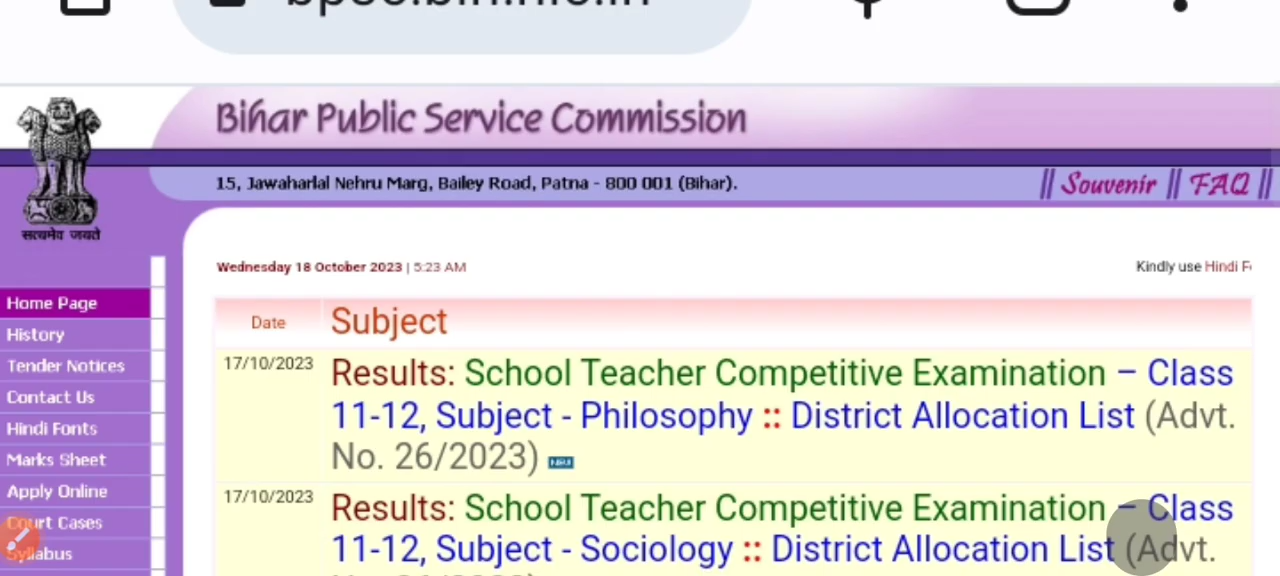 Bihar Public Service Commission
15, Jawaharlal Nehru Marg, Bailey Road, Patna - 800 001 (Bihar).
|| Souvenir || FAQ ||
सत्यमेव जयते
Wednesday 18 October 2023 | 5:23 AM
Kindly use Hindi
Home Page
History
Tender Notices
Contact Us
Hindi Fonts
Marks Sheet
Apply Online
Court Cases
Syllabus
Date Subject
17/10/2023 Results: School Teacher Competitive Examination – Class
11-12, Subject - Philosophy :: District Allocation List (Advt.
No. 26/2023) NEW
17/10/2023 Results: School Teacher Competitive Examination – Class
11-12, Subject - Sociology :: District Allocation List (Advt.